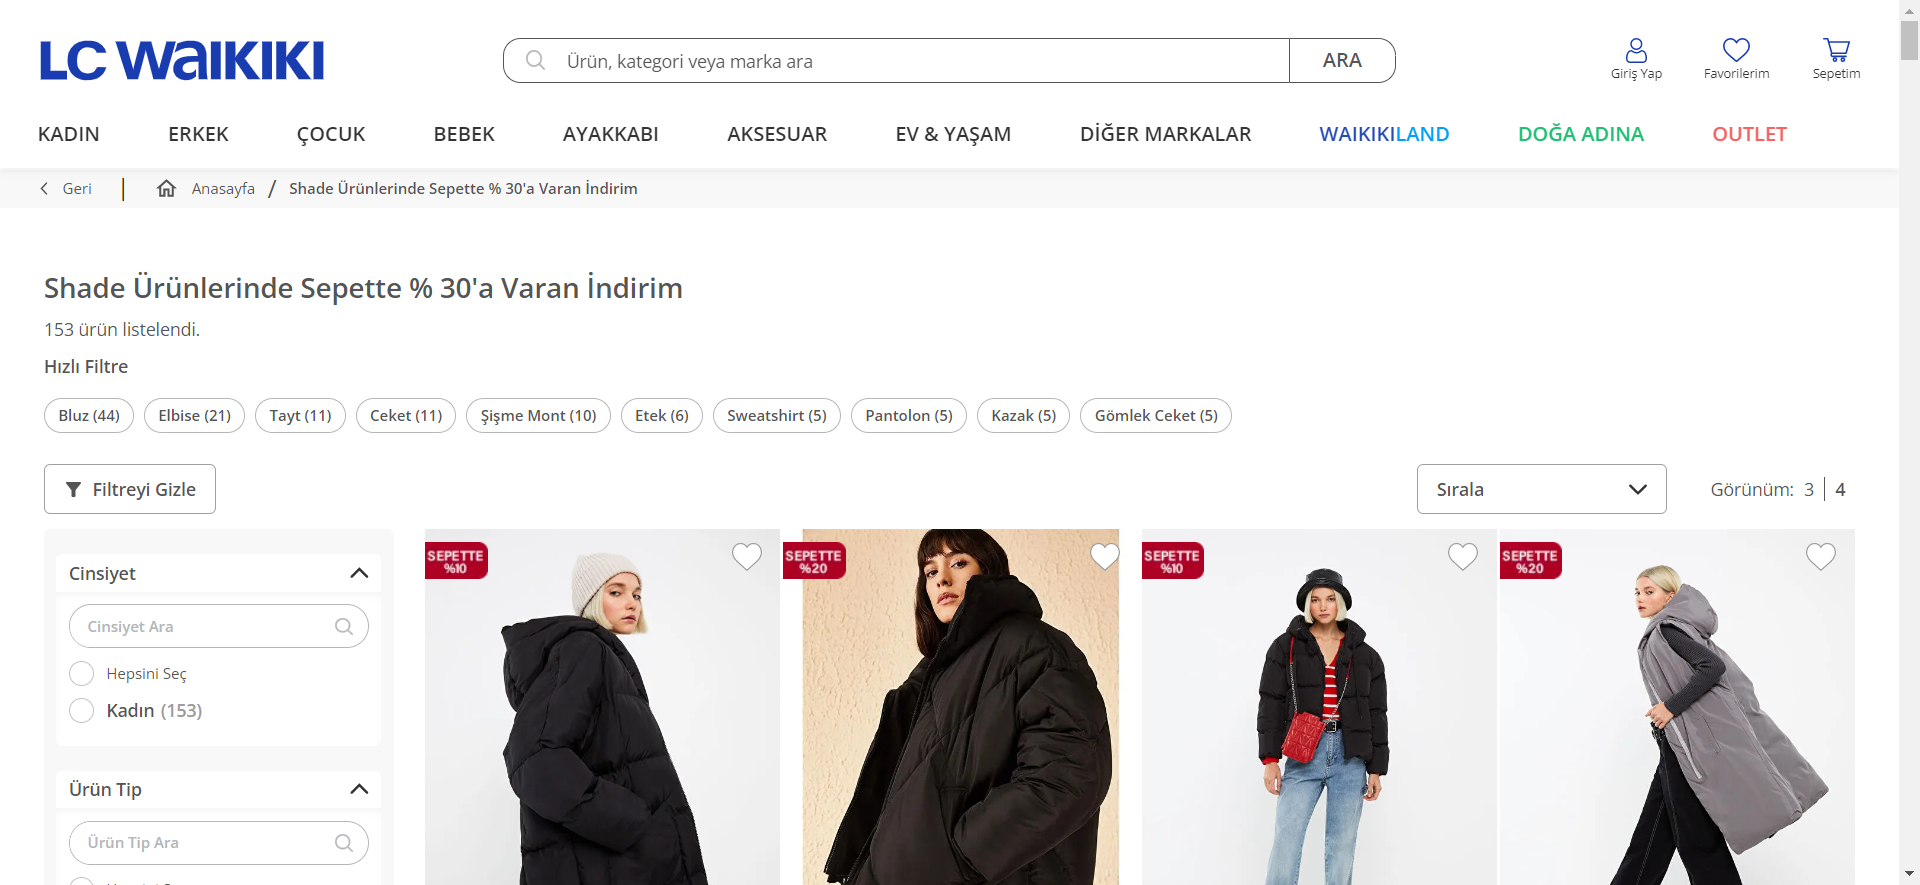 LC WAIKIKI
Ürün, kategori veya marka ara
ARA
Giriş Yap
Favorilerim
Sepetim
KADIN
ERKEK
ÇOCUK
BEBEK
AYAKKABI
AKSESUAR
EV & YAŞAM
DİĞER MARKALAR
WAIKIKILAND
DOĞA ADINA
OUTLET
Geri
Anasayfa / Shade Ürünlerinde Sepette % 30'a Varan İndirim
Shade Ürünlerinde Sepette % 30'a Varan İndirim
153 ürün listelendi.
Hızlı Filtre
Bluz (44)
Elbise (21)
Tayt (11)
Ceket (11)
Şişme Mont (10)
Etek (6)
Sweatshirt (5)
Pantolon (5)
Kazak (5)
Gömlek Ceket (5)
Filtreyi Gizle
Sırala
Görünüm: 3 | 4
Cinsiyet
Cinsiyet Ara
Hepsini Seç
Kadın (153)
Ürün Tip
Ürün Tip Ara
SEPETTE
%10
SEPETTE
%20
SEPETTE
%10
SEPETTE
%20